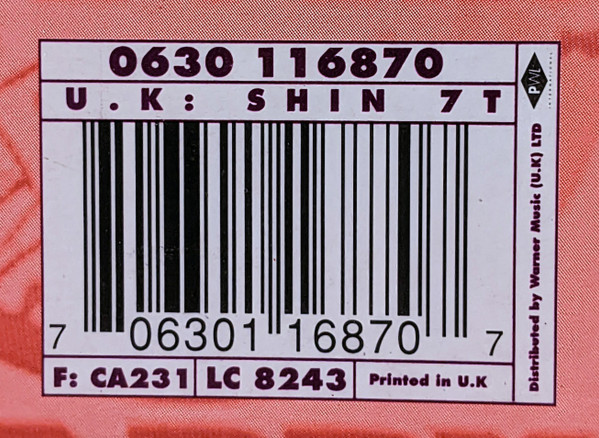 0630 116870
U.K: SHIN 7T
7 06301 16870 7
F: CA231
LC 8243
Printed in U.K
PWL
INTERNATIONAL
Distributed by Warner Music (U.K) LTD